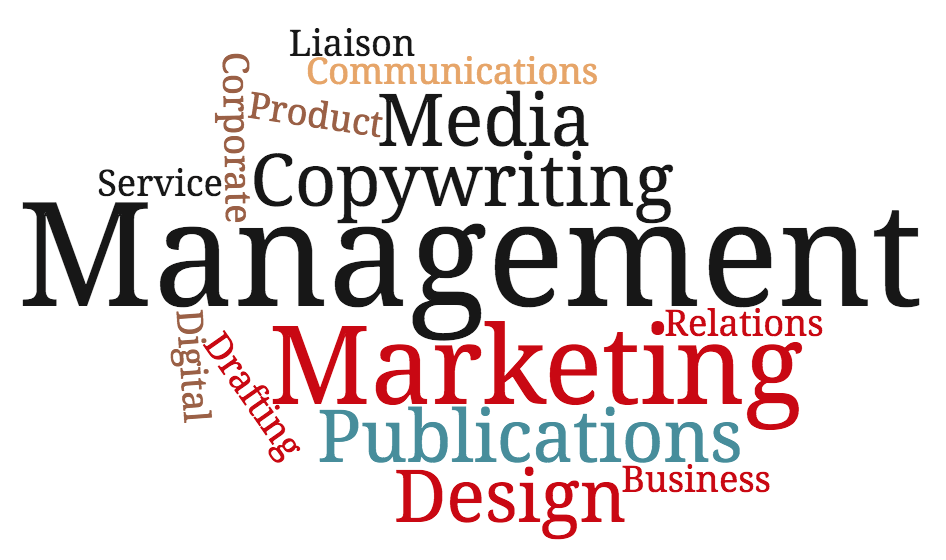 Liaison
Communications
Corporate
Product
Media
Service
Copywriting
Management
Digital
Drafting
Relations
Marketing
Publications
Design
Business